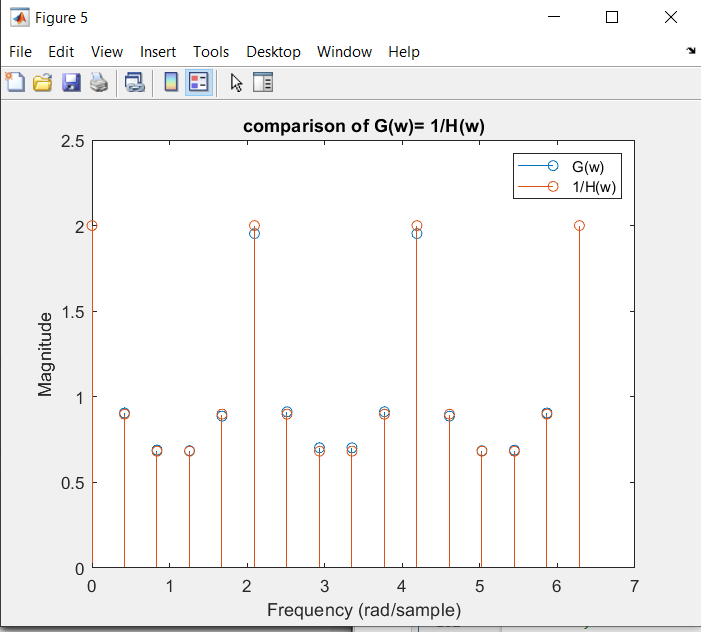 Figure 5
File Edit View Insert Tools Desktop Window Help
comparison of G(w)= 1/H(w)
G(w)
1/H(w)
2.5
2
1.5
1
0.5
0
Magnitude
0 1 2 3 4 5 6 7
Frequency (rad/sample)